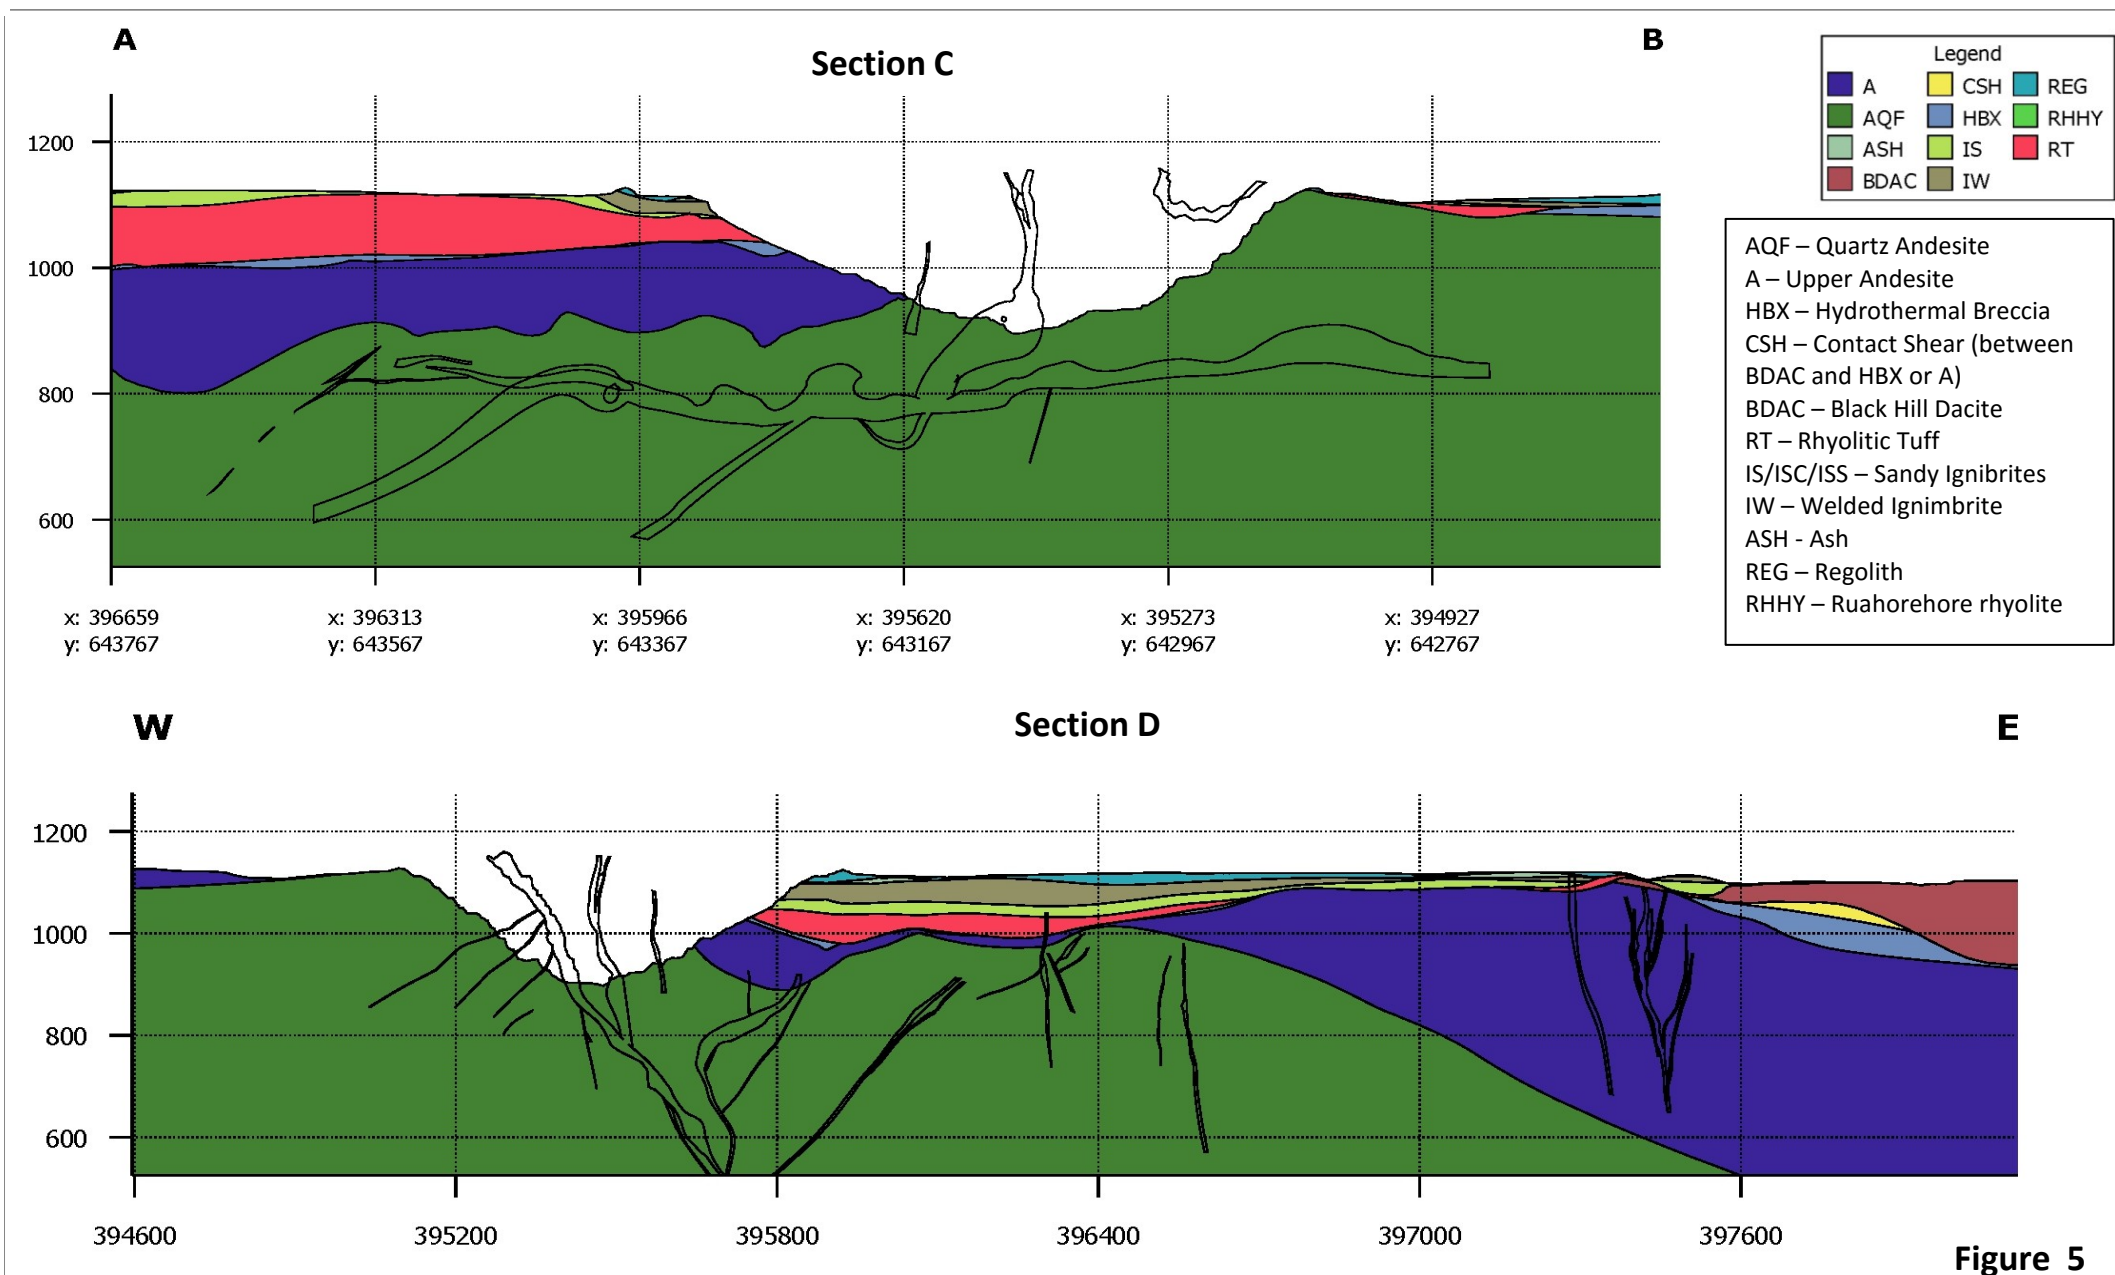 A
Section C
B
Legend
A
CSH
REG
AQF
HBX
RHHY
ASH
IS
RT
BDAC
IW
AQF – Quartz Andesite
A – Upper Andesite
HBX – Hydrothermal Breccia
CSH – Contact Shear (between
BDAC and HBX or A)
BDAC – Black Hill Dacite
RT – Rhyolitic Tuff
IS/ISC/ISS – Sandy Ignibrites
IW – Welded Ignimbrite
ASH - Ash
REG – Regolith
RHHY – Ruahorehore rhyolite
1200
1000
800
600
x: 396659
y: 643767
x: 396313
y: 643567
x: 395966
y: 643367
x: 395620
y: 643167
x: 395273
y: 642967
x: 394927
y: 642767
W
Section D
E
1200
1000
800
600
394600
395200
395800
396400
397000
397600
Figure 5